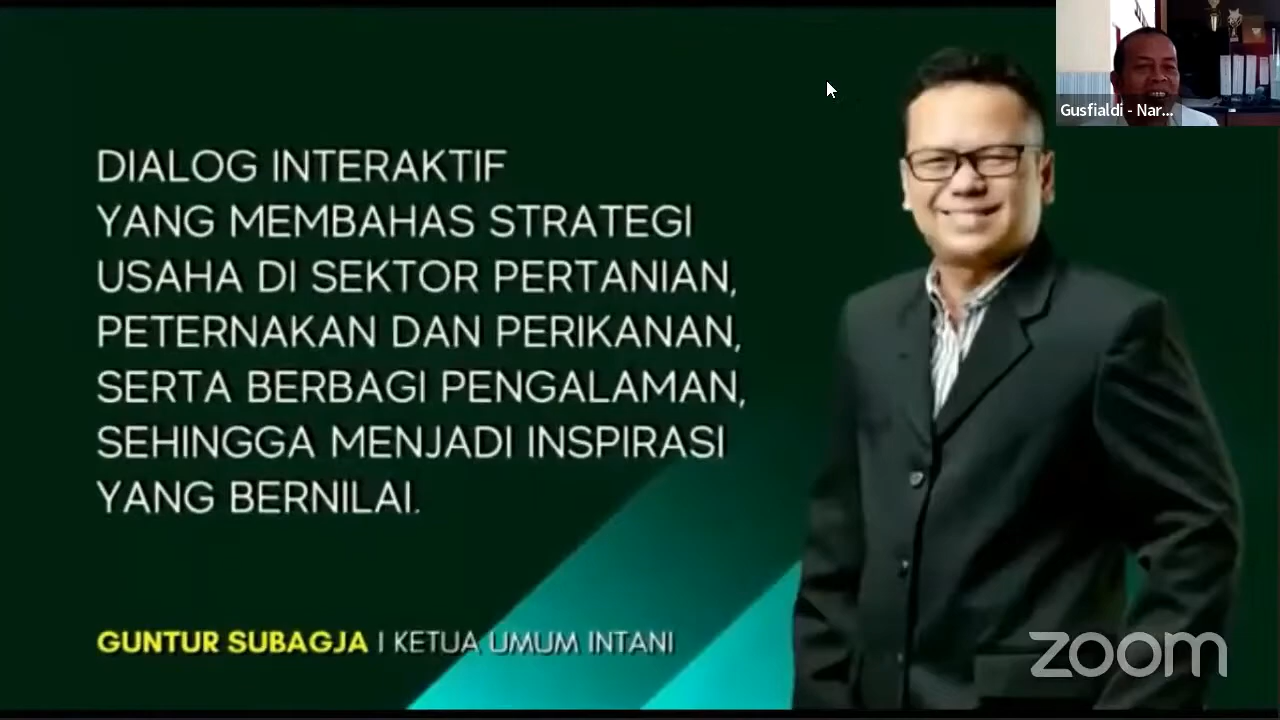 Gusfialdi - Nar...
DIALOG INTERAKTIF
YANG MEMBAHAS STRATEGI
USAHA DI SEKTOR PERTANIAN,
PETERNAKAN DAN PERIKANAN,
SERTA BERBAGI PENGALAMAN,
SEHINGGA MENJADI INSPIRASI
YANG BERNILAI.
GUNTUR SUBAGJA | KETUA UMUM INTANI
zoom